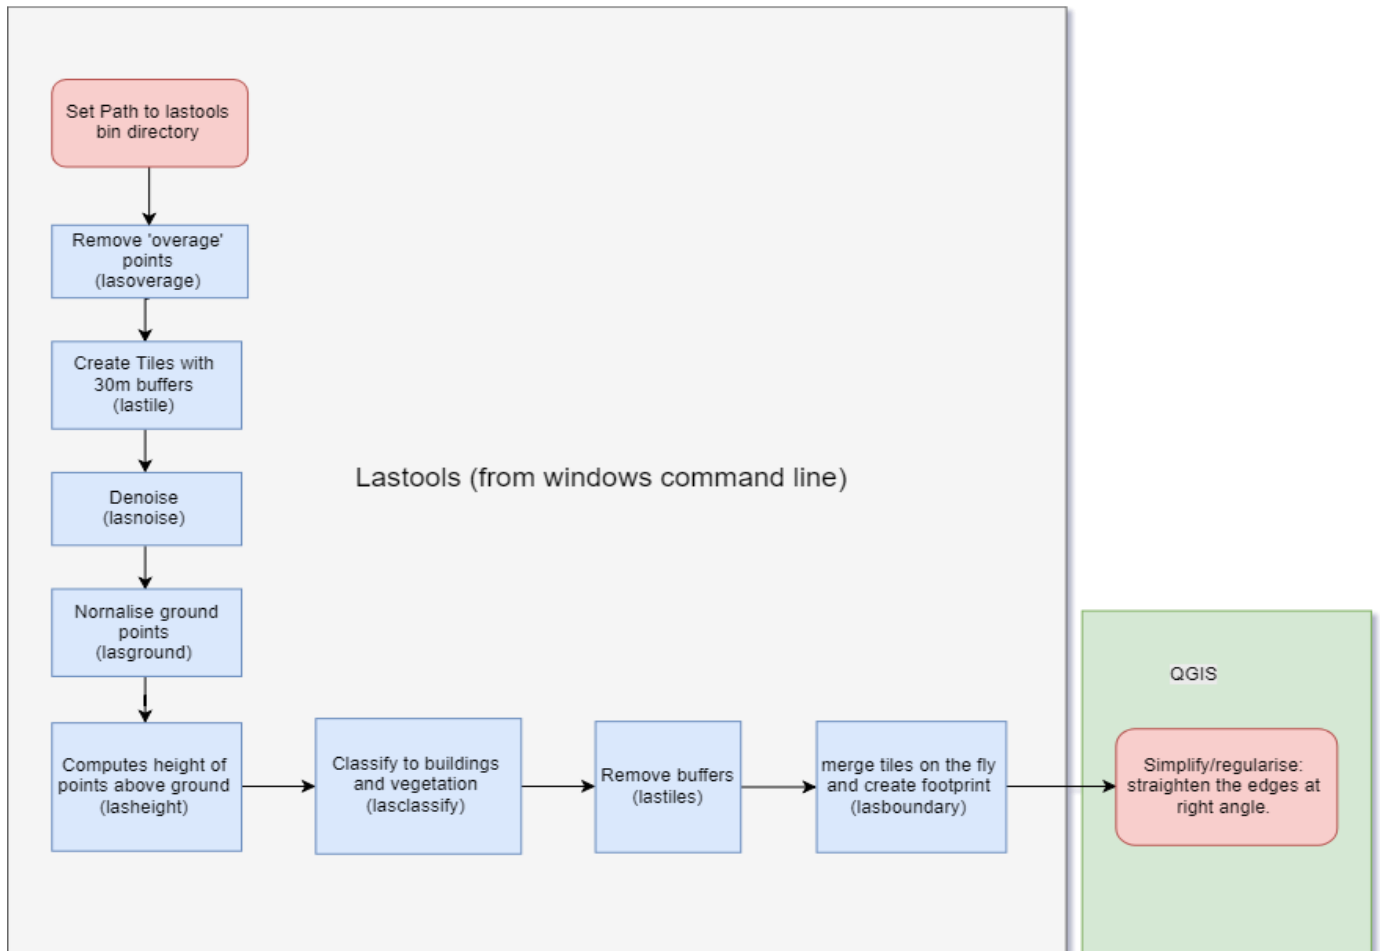 Set Path to lastools
bin directory
Remove 'overage'
points
(lasoverage)
Create Tiles with
30m buffers
(lastile)
Denoise
(lasnoise)
Nornalise ground
points
(lasground)
Computes height of
points above ground
(lasheight)
Classify to buildings
and vegetation
(lasclassify)
Remove buffers
(lastiles)
merge tiles on the fly
and create footprint
(lasboundary)
Lastools (from windows command line)
QGIS
Simplify/regularise:
straighten the edges at
right angle.